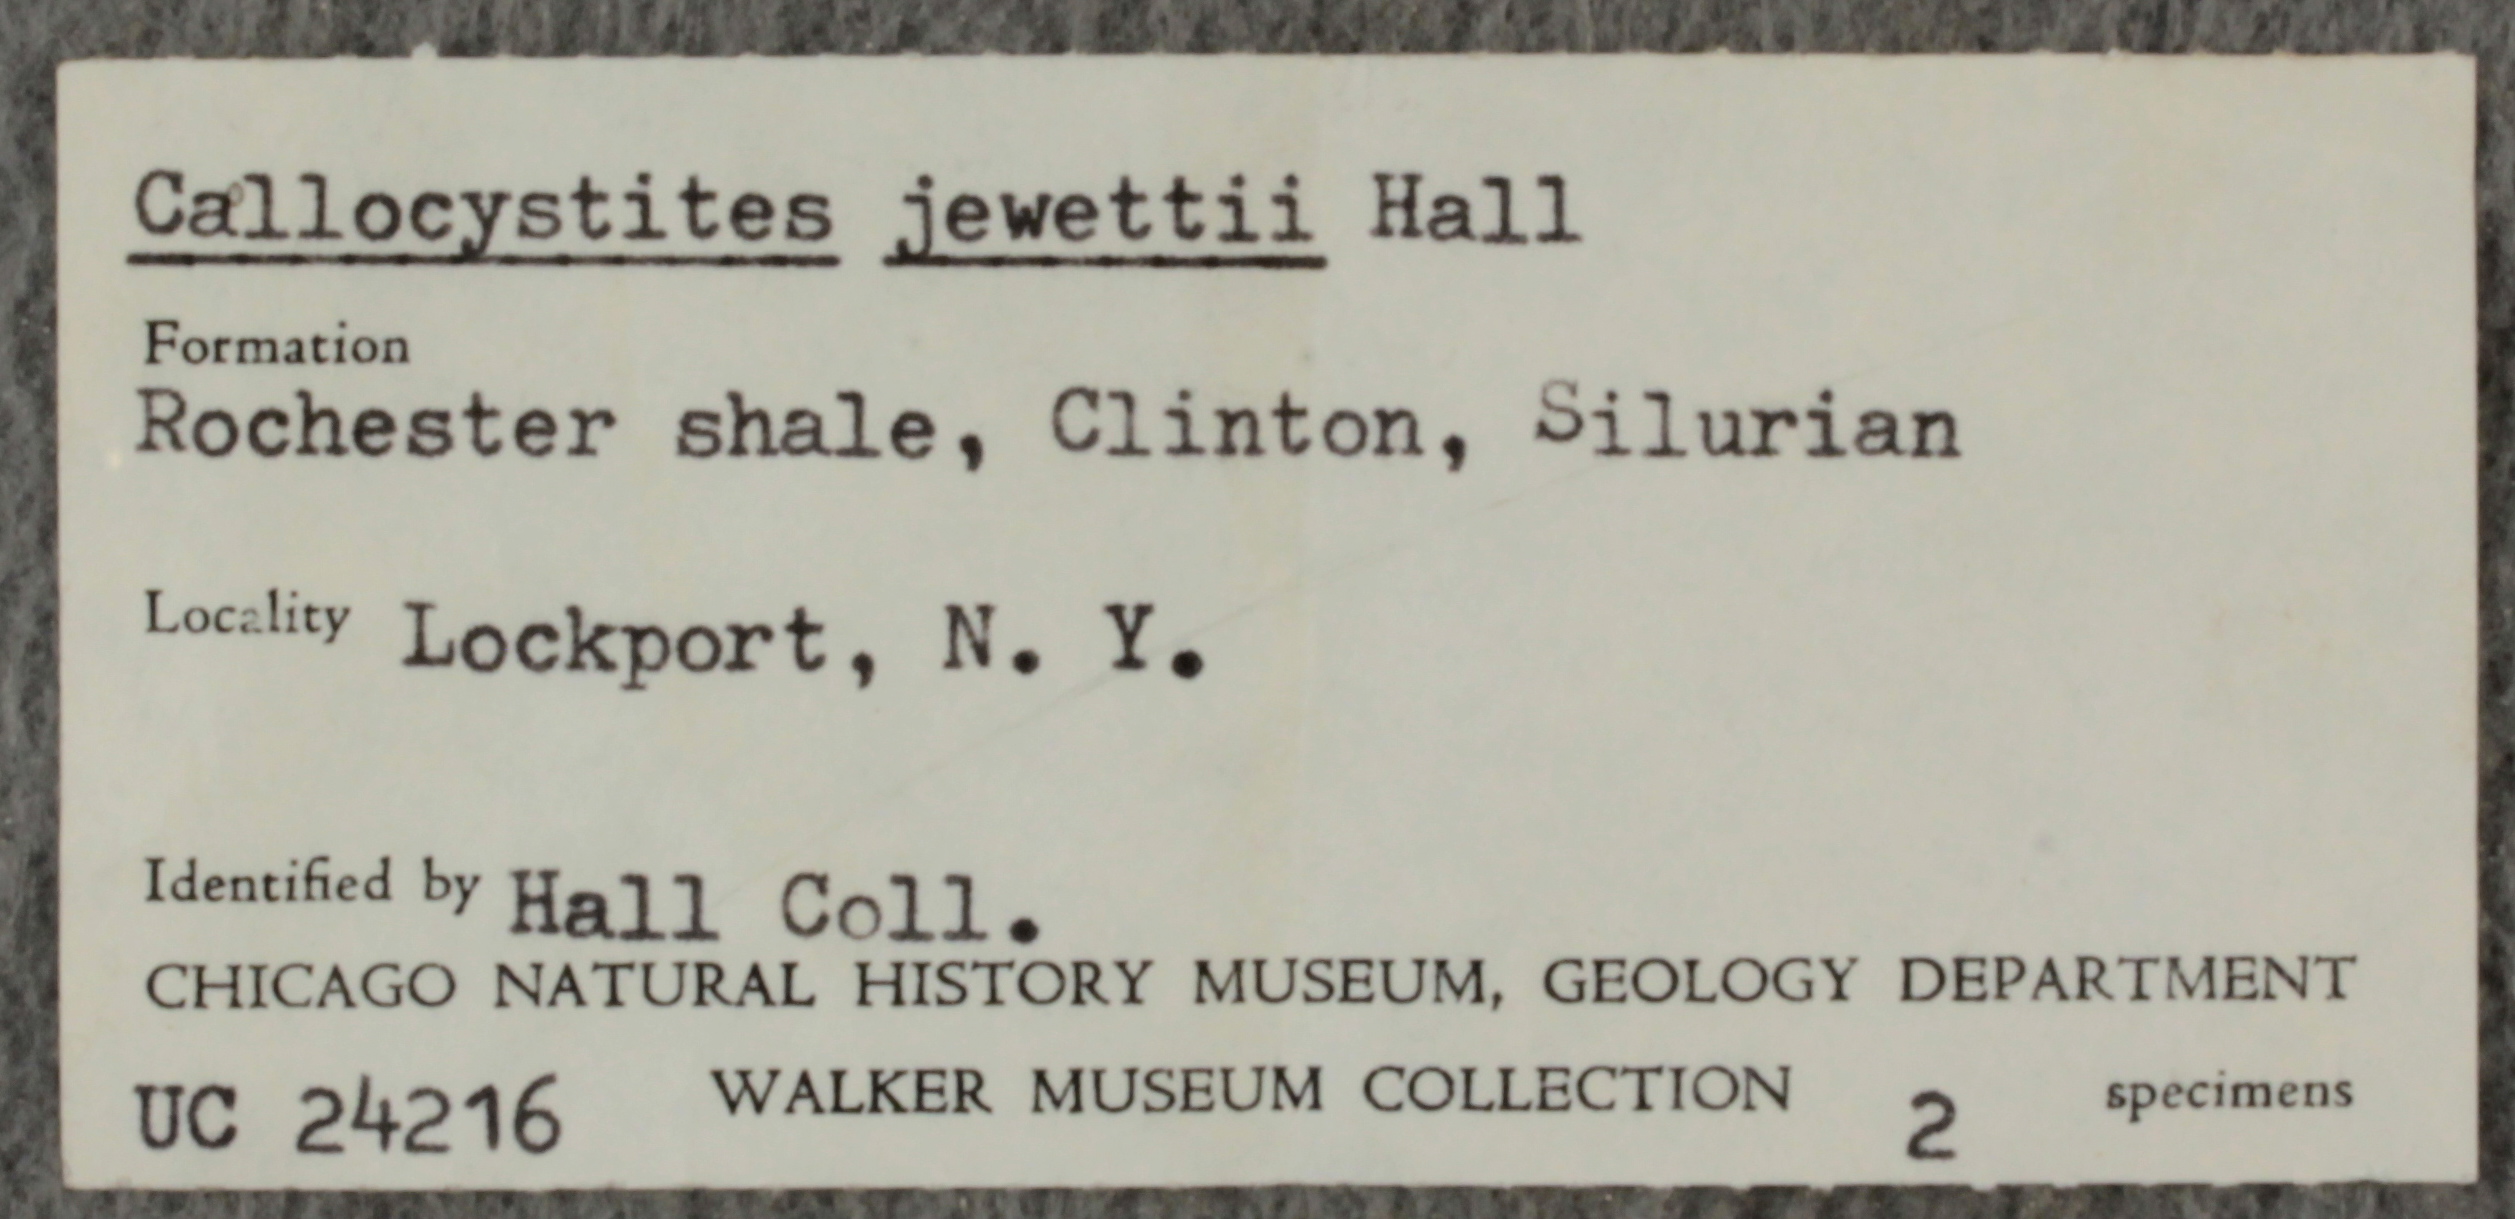 Callocystites jewettii Hall
Formation
Rochester shale, Clinton, Silurian
Locality Lockport, N. Y.
Identified by Hall Coll.
CHICAGO NATURAL HISTORY MUSEUM, GEOLOGY DEPARTMENT
UC 24216 WALKER MUSEUM COLLECTION 2 specimens